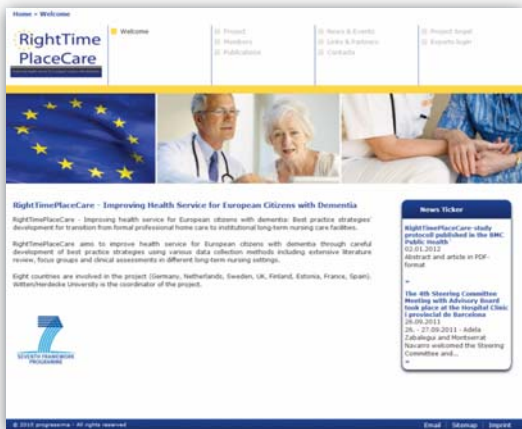 Home » Welcome
RightTime
PlaceCare
Welcome
Project
Members
Publications
News & Events
Links & Partners
Contacts
Project Target
Experts login
RightTimePlaceCare - Improving Health Service for European Citizens with Dementia
RightTimePlaceCare - Improving health service for European citizens with dementia: Best practice strategies'
development for transition from formal professional home care to institutional long-term nursing care facilities.
RightTimePlaceCare aims to improve health service for European citizens with dementia through careful
development of best practice strategies using various data collection methods including extensive literature
review, focus groups and clinical assessments in different long-term nursing settings.
Eight countries are involved in the project (Germany, Netherlands, Sweden, UK, Finland, Estonia, France, Spain).
Witten/Herdecke University is the coordinator of the project.
SEVENTH FRAMEWORK
PROGRAMME
News Ticker
RightTimePlaceCare-study
protocoll published in the BMC
Public Health
02.01.2012
Abstract and article in PDF-
format
»
The 4th Steering Committee
Meeting with Advisory Board
took place at the Hospital Clinic
i provincial de Barcelona
26.09.2011
26. - 27.09.2011 - Adela
Zabalegui and Montserrat
Navarro welcomed the Steering
Committee and...
»
© 2010 progressima - All rights reserved
Email | Sitemap | Imprint